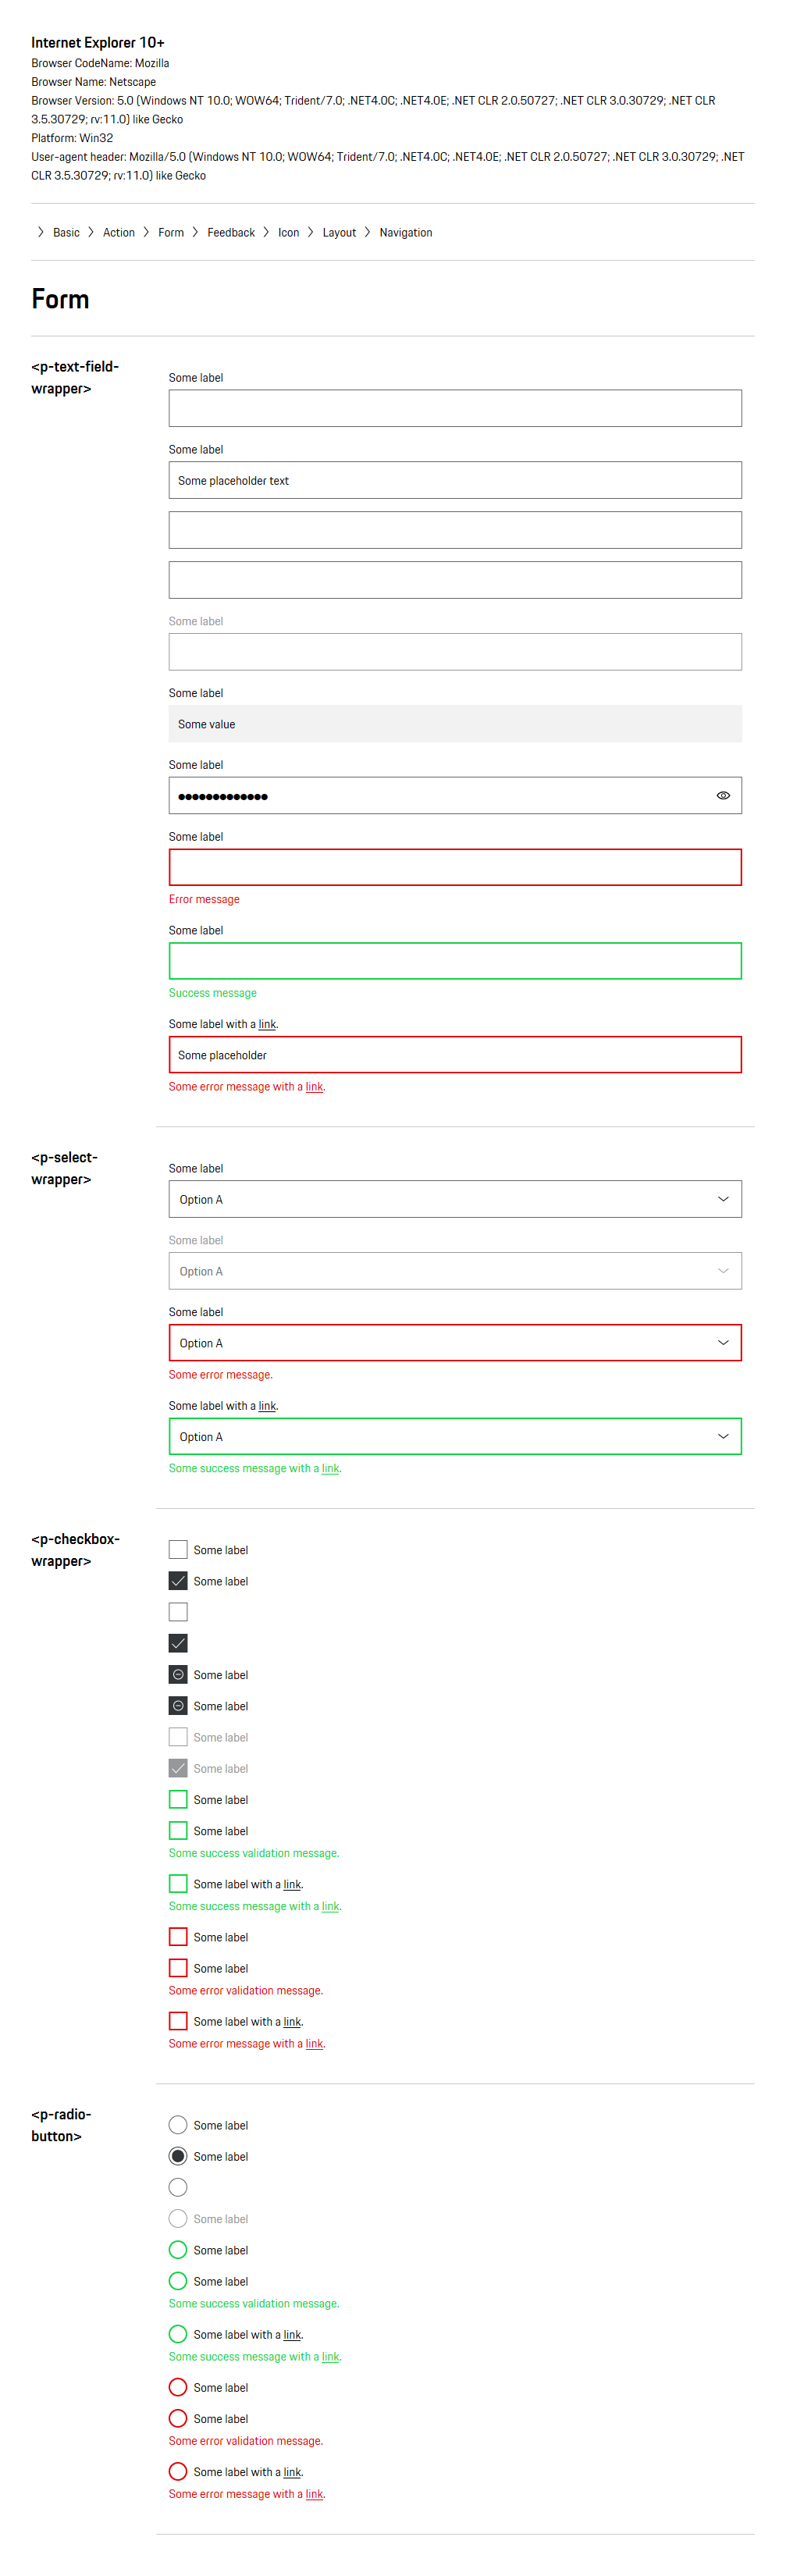 Internet Explorer 10+
Browser CodeName: Mozilla
Browser Name: Netscape
Browser Version: 5.0 (Windows NT 10.0; WOW64; Trident/7.0; .NET4.0C; .NET4.0E; .NET CLR 2.0.50727; .NET CLR 3.0.30729; .NET CLR
3.5.30729; rv:11.0) like Gecko
Platform: Win32
User-agent header: Mozilla/5.0 (Windows NT 10.0; WOW64; Trident/7.0; .NET4.0C; .NET4.0E; .NET CLR 2.0.50727; .NET CLR 3.0.30729; .NET
CLR 3.5.30729; rv:11.0) like Gecko
Basic Action Form Feedback Icon Layout Navigation
Form
<p-text-field-
wrapper>
Some label
Some label
Some placeholder text
Some label
Some label
Some value
Some label
Some label
Error message
Some label
Success message
Some label with a link.
Some placeholder
Some error message with a link.
<p-select-
wrapper>
Some label
Option A
Some label
Option A
Some label
Option A
Some error message.
Some label with a link.
Option A
Some success message with a link.
<p-checkbox-
wrapper>
Some label
Some label
Some label
Some label
Some label
Some label
Some label
Some label
Some success validation message.
Some label with a link.
Some success message with a link.
Some label
Some label
Some error validation message.
Some label with a link.
Some error message with a link.
<p-radio-
button>
Some label
Some label
Some label
Some label
Some label
Some success validation message.
Some label with a link.
Some success message with a link.
Some label
Some label
Some error validation message.
Some label with a link.
Some error message with a link.